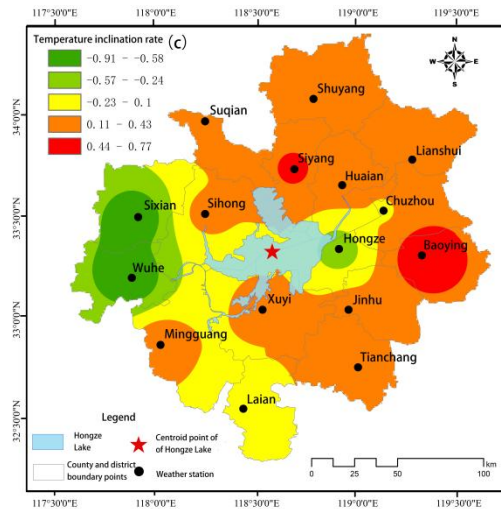 117°30'0"E 118°0'0"E 118°30'0"E 119°0'0"E 119°30'0"E
Temperature inclination rate (c)
-0.91 - -0.58
-0.57 - -0.24
-0.23 - 0.1
0.11 - 0.43
0.44 - 0.77
N
W E
S
34°0'0"N
33°30'0"N
33°0'0"N
32°30'0"N
Shuyang
Suqian
Lianshui
Siyang
Huaian
Sixian
Sihong
Chuzhou
Hongze
Baoying
Wuhe
Xuyi
Jinhu
Mingguang
Tianchang
Laian
Legend
Hongze
Lake
Centroid point of
of Hongze Lake
County and district
boundary points
Weather station
0 25 50 100
km
117°30'0"E 118°0'0"E 118°30'0"E 119°0'0"E 119°30'0"E